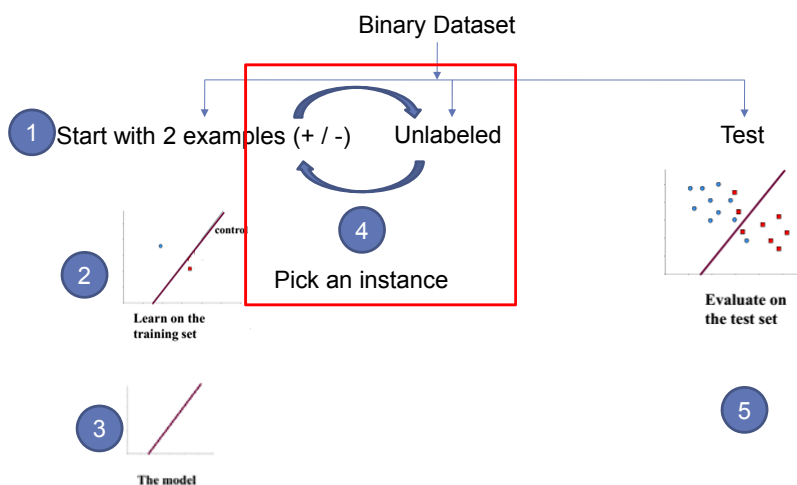 Binary Dataset
1
Start with 2 examples (+ / -)
Unlabeled
Test
control
4
2
Pick an instance
Learn on the
training set
Evaluate on
the test set
3
5
The model